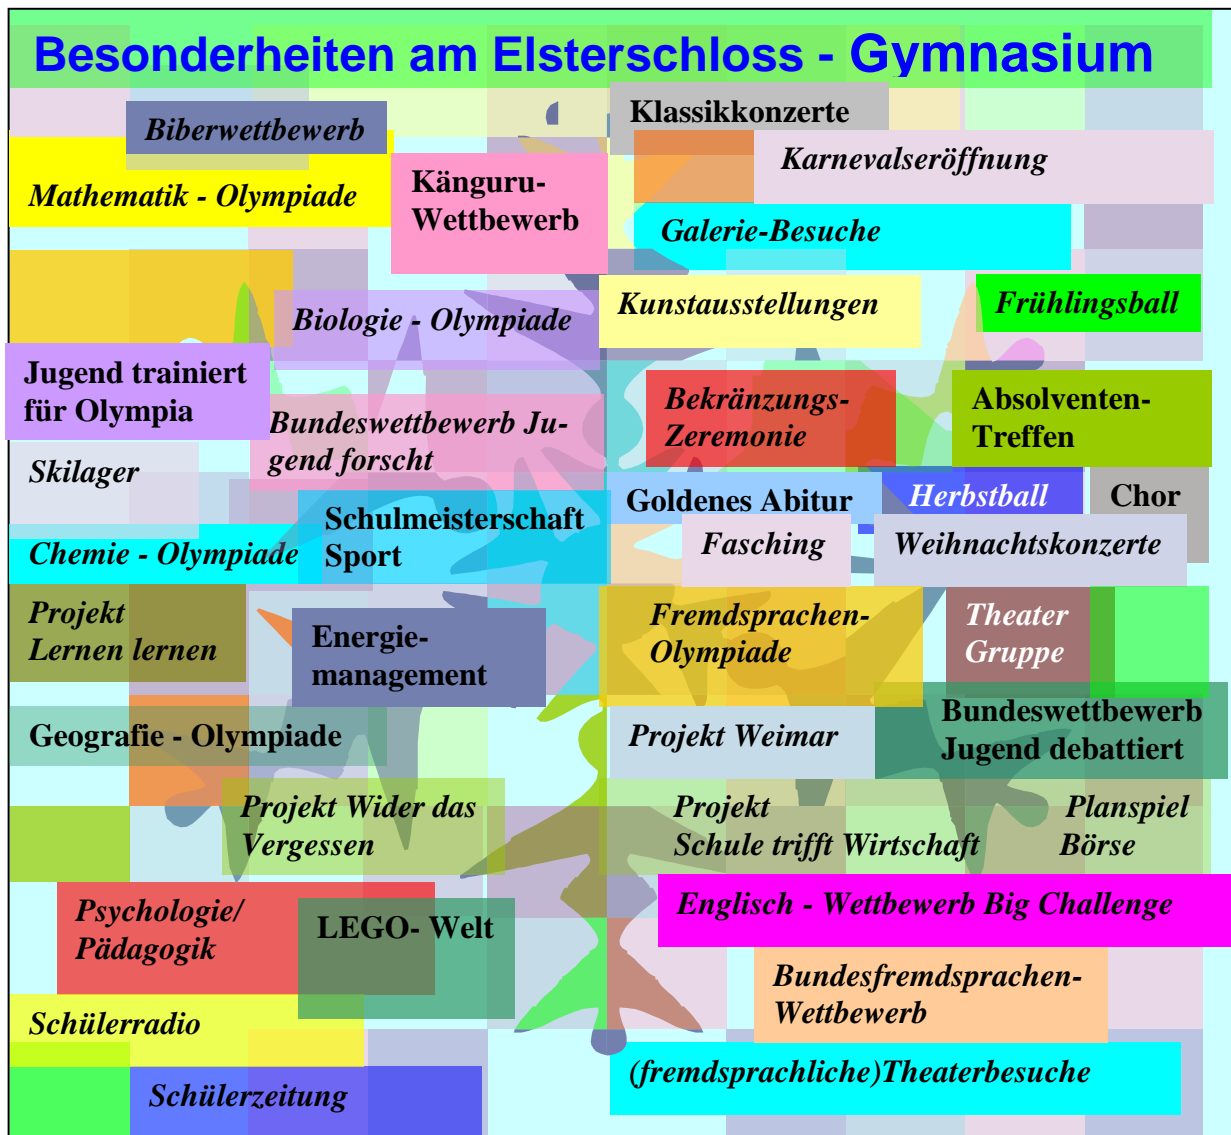 Besonderheiten am Elsterschloss - Gymnasium
Biberwettbewerb
Klassikkonzerte
Karnevalseröffnung
Mathematik - Olympiade
Känguru-
Wettbewerb
Galerie-Besuche
Biologie - Olympiade
Kunstausstellungen
Frühlingsball
Jugend trainiert
für Olympia
Bundeswettbewerb Ju-
gend forscht
Bekränzungs-
Zeremonie
Absolventen-
Treffen
Skilager
Schulmeisterschaft
Sport
Goldenes Abitur
Herbstball
Chor
Chemie - Olympiade
Fasching
Weihnachtskonzerte
Projekt
Lernen lernen
Energie-
management
Fremdsprachen-
Olympiade
Theater
Gruppe
Geografie - Olympiade
Projekt Weimar
Bundeswettbewerb
Jugend debattiert
Projekt Wider das
Vergessen
Projekt
Schule trifft Wirtschaft
Planspiel
Börse
Psychologie/
Pädagogik
LEGO- Welt
Englisch - Wettbewerb Big Challenge
Bundesfremdsprachen-
Wettbewerb
Schülerradio
(fremdsprachliche)Theaterbesuche
Schülerzeitung